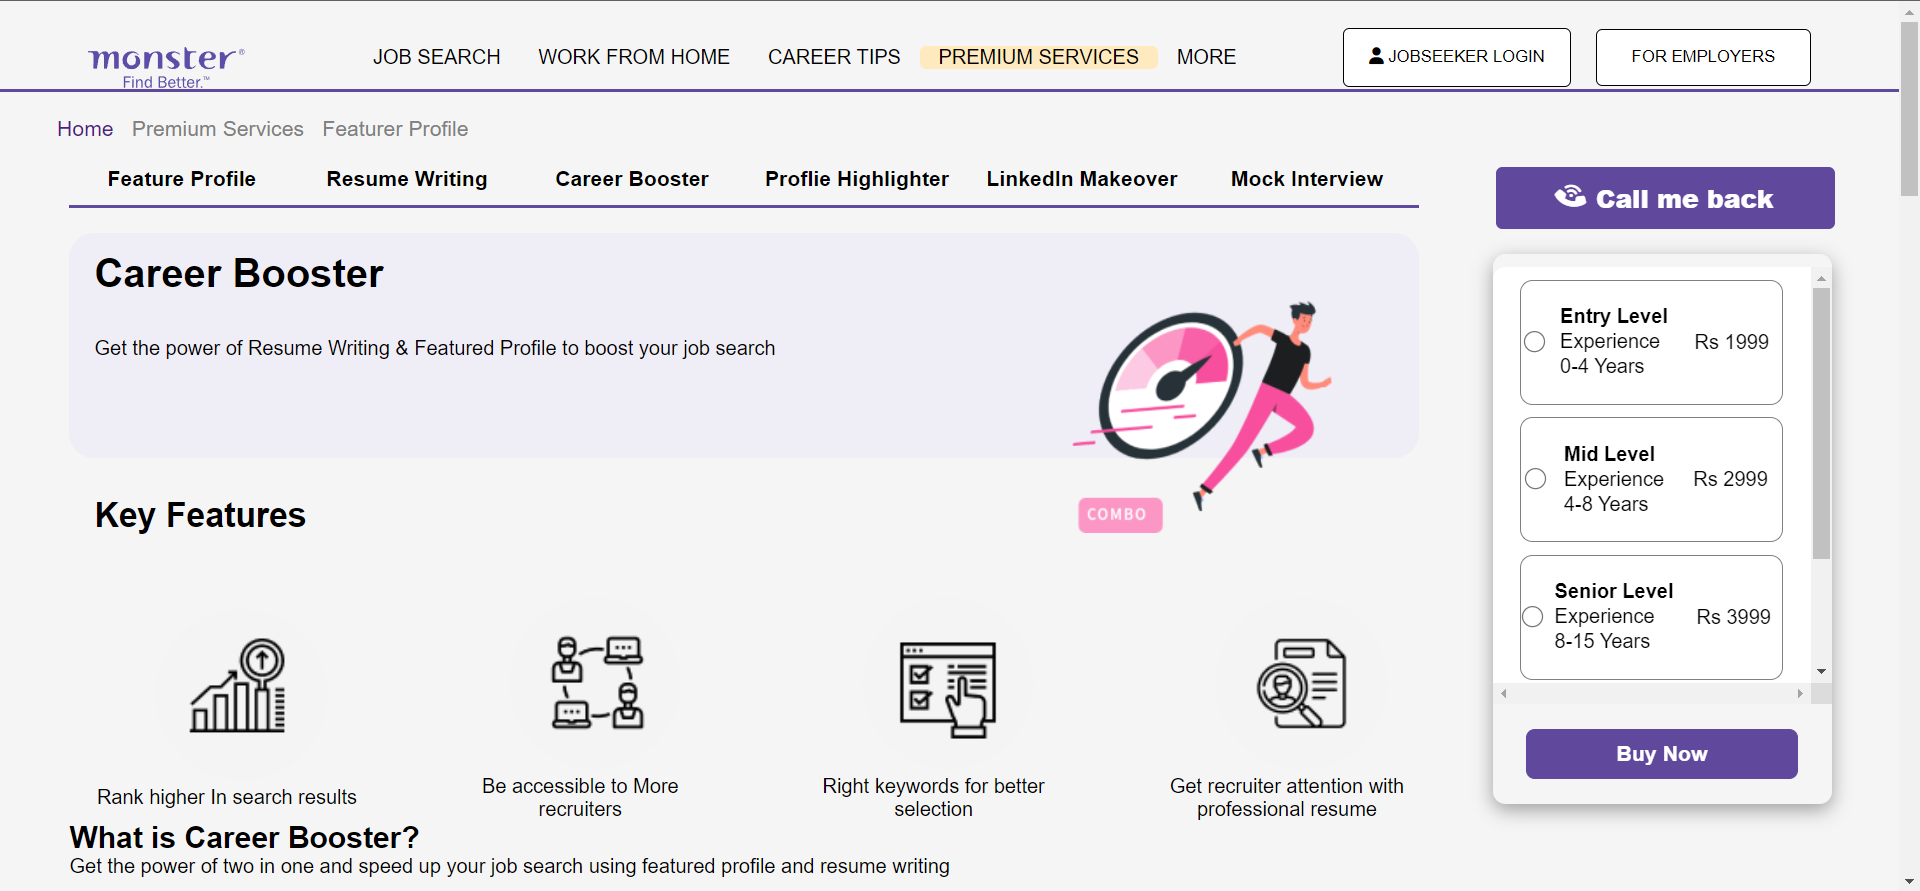 monster®
Find Better.™
JOB SEARCH
WORK FROM HOME
CAREER TIPS
PREMIUM SERVICES
MORE
JOBSEEKER LOGIN
FOR EMPLOYERS
Home Premium Services Featurer Profile
Feature Profile
Resume Writing
Career Booster
Proflie Highlighter
LinkedIn Makeover
Mock Interview
Call me back
Career Booster
Get the power of Resume Writing & Featured Profile to boost your job search
COMBO
Entry Level
Experience
0-4 Years
Rs 1999
Mid Level
Experience
4-8 Years
Rs 2999
Senior Level
Experience
8-15 Years
Rs 3999
Buy Now
Key Features
Rank higher In search results
Be accessible to More
recruiters
Right keywords for better
selection
Get recruiter attention with
professional resume
What is Career Booster?
Get the power of two in one and speed up your job search using featured profile and resume writing